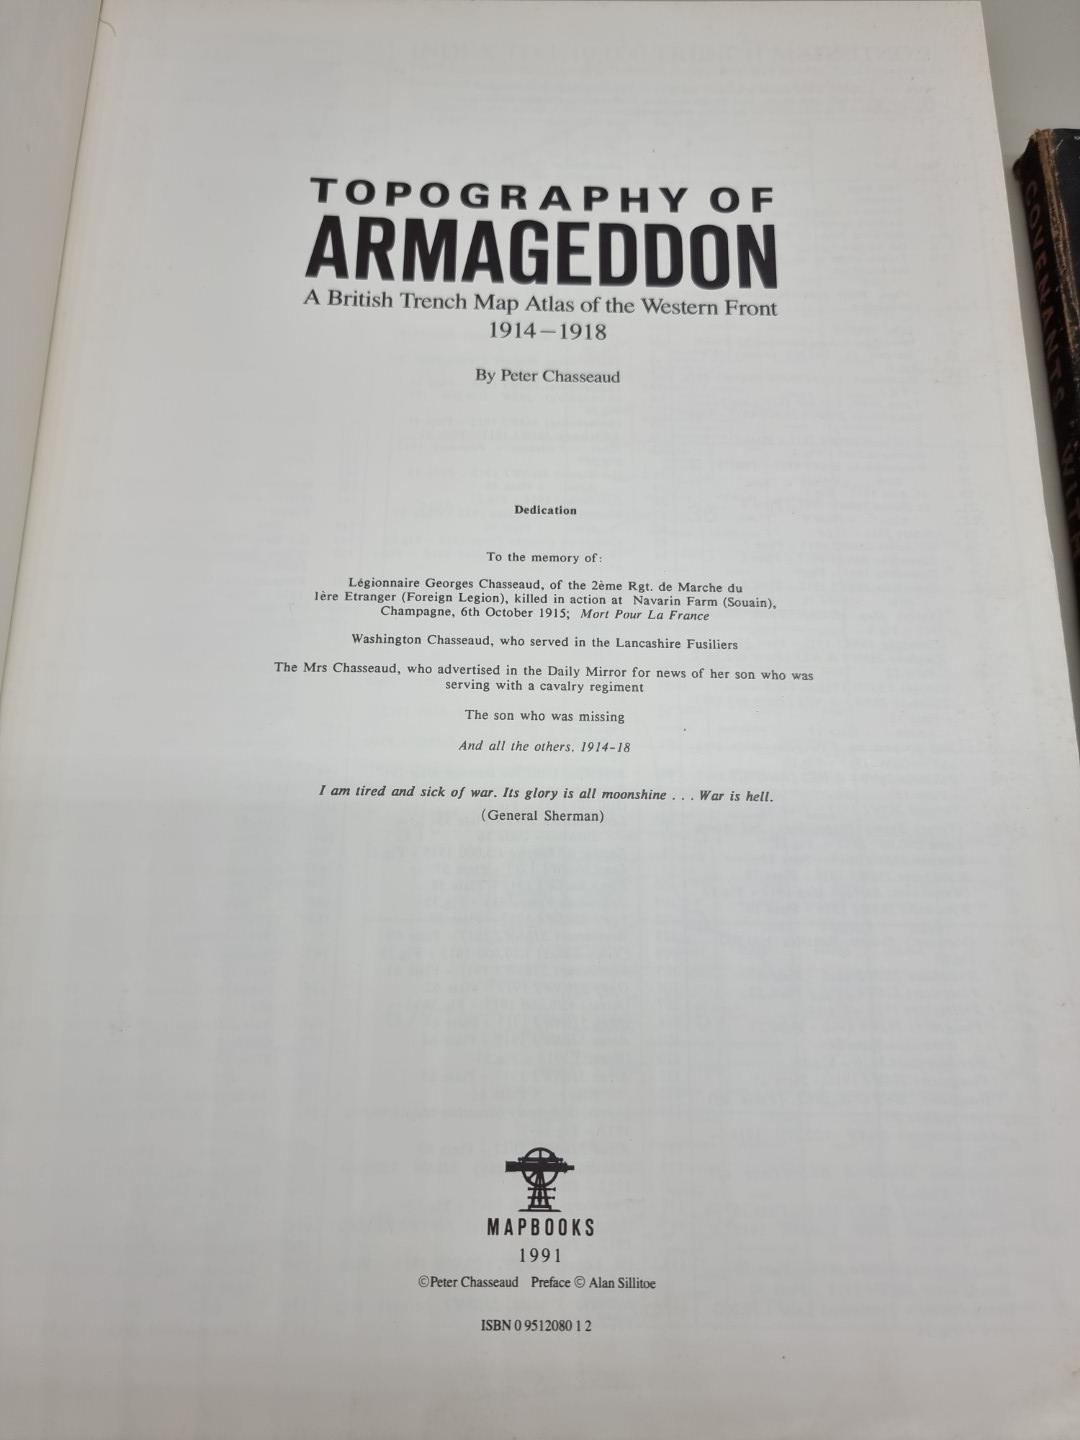 TOPOGRAPHY OF
ARMAGEDDON
A British Trench Map Atlas of the Western Front
1914–1918
By Peter Chasseaud
Dedication
To the memory of:
Légionnaire Georges Chasseaud, of the 2ème Rgt. de Marche du
1ère Etranger (Foreign Legion), killed in action at Navarin Farm (Souain),
Champagne, 6th October 1915; Mort Pour La France
Washington Chasseaud, who served in the Lancashire Fusiliers
The Mrs Chasseaud, who advertised in the Daily Mirror for news of her son who was
serving with a cavalry regiment
The son who was missing
And all the others, 1914-18
I am tired and sick of war. Its glory is all moonshine . . . War is hell.
(General Sherman)
MAPBOOKS
1991
©Peter Chasseaud Preface © Alan Sillitoe
ISBN 0 9512080 1 2
COVENANTS WITH